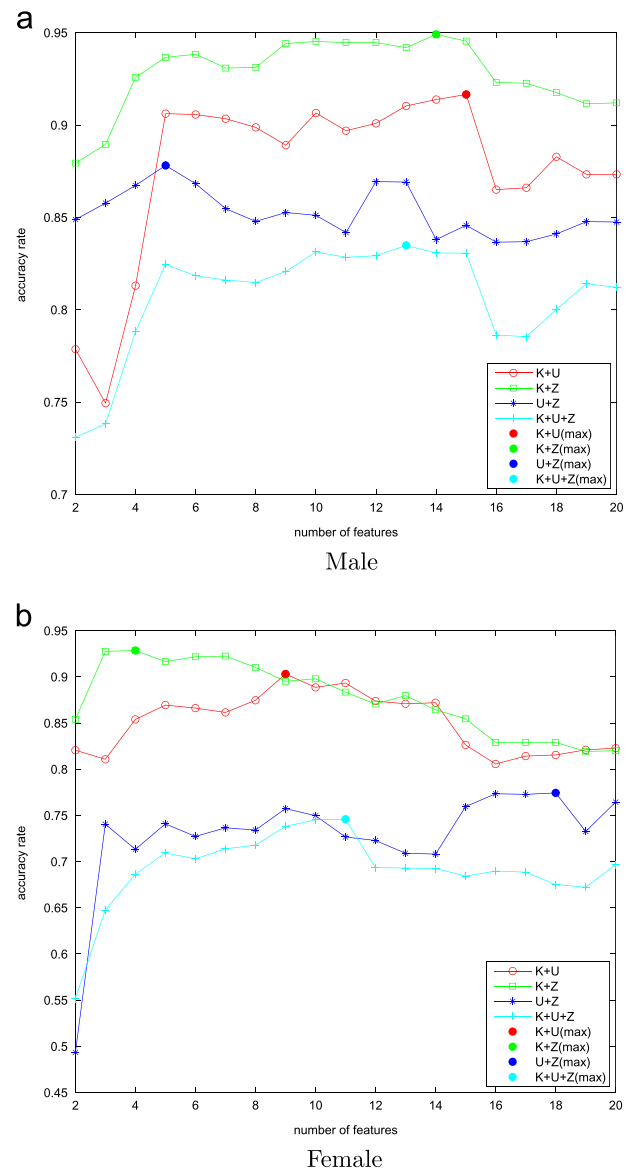 a
0.95
0.9
0.85
0.8
0.75
0.7
accuracy rate
2 4 6 8 10 12 14 16 18 20
number of features
K+U
K+Z
U+Z
K+U+Z
K+U(max)
K+Z(max)
U+Z(max)
K+U+Z(max)
Male
b
0.95
0.9
0.85
0.8
0.75
0.7
0.65
0.6
0.55
0.5
0.45
accuracy rate
2 4 6 8 10 12 14 16 18 20
number of features
K+U
K+Z
U+Z
K+U+Z
K+U(max)
K+Z(max)
U+Z(max)
K+U+Z(max)
Female